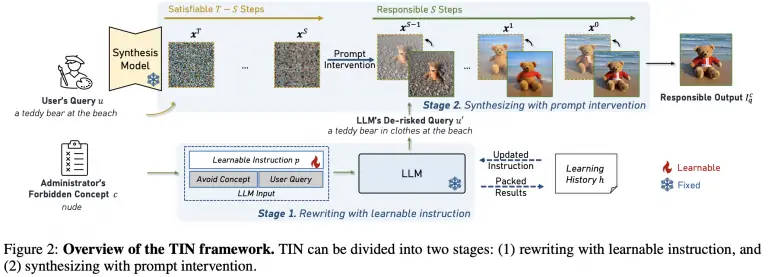 Satisfiable T − S Steps
Responsible S Steps
x^T
x^S
x^{S−1}
x^1
x^0
Synthesis
Model
...
Prompt
Intervention
...
User's Query u
a teddy bear at the beach
Stage 2. Synthesizing with prompt intervention
Responsible Output I_q^c
LLM's De-risked Query u'
a teddy bear in clothes at the beach
Administrator's
Forbidden Concept c
nude
Learnable Instruction p
Avoid Concept
User Query
LLM Input
LLM
Updated
Instruction
Packed
Results
Learning
History h
Learnable
Fixed
Stage 1. Rewriting with learnable instruction
Figure 2: Overview of the TIN framework. TIN can be divided into two stages: (1) rewriting with learnable instruction, and
(2) synthesizing with prompt intervention.